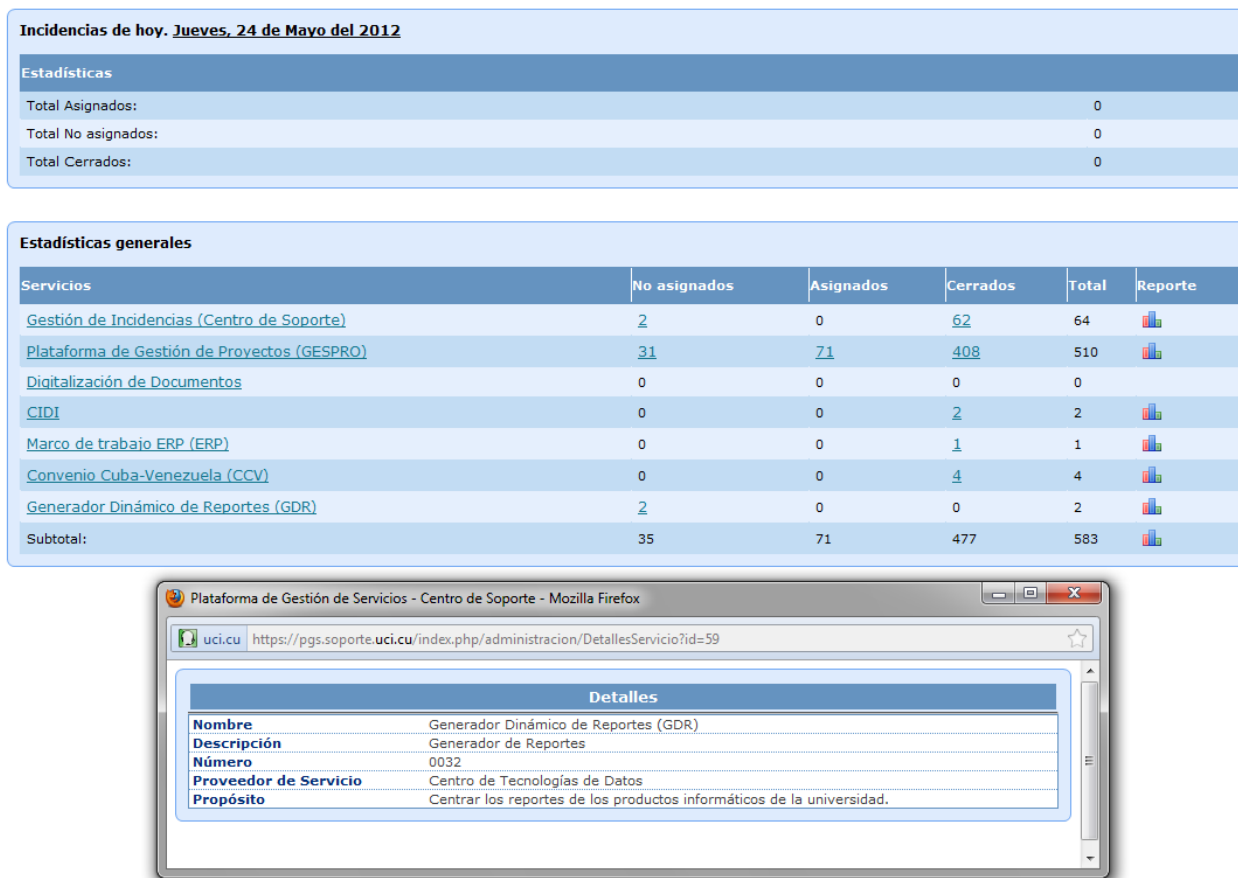 Incidencias de hoy. Jueves, 24 de Mayo del 2012
Estadísticas
Total Asignados: 0
Total No asignados: 0
Total Cerrados: 0
Estadísticas generales
Servicios No asignados Asignados Cerrados Total Reporte
Gestión de Incidencias (Centro de Soporte) 2 0 62 64
Plataforma de Gestión de Proyectos (GESPRO) 31 71 408 510
Digitalización de Documentos 0 0 0 0
CIDI 0 0 2 2
Marco de trabajo ERP (ERP) 0 0 1 1
Convenio Cuba-Venezuela (CCV) 0 0 4 4
Generador Dinámico de Reportes (GDR) 2 0 0 2
Subtotal: 35 71 477 583
Plataforma de Gestión de Servicios - Centro de Soporte - Mozilla Firefox
uci.cu https://pgs.soporte.uci.cu/index.php/administracion/DetallesServicio?id=59
Detalles
Nombre Generador Dinámico de Reportes (GDR)
Descripción Generador de Reportes
Número 0032
Proveedor de Servicio Centro de Tecnologías de Datos
Propósito Centrar los reportes de los productos informáticos de la universidad.